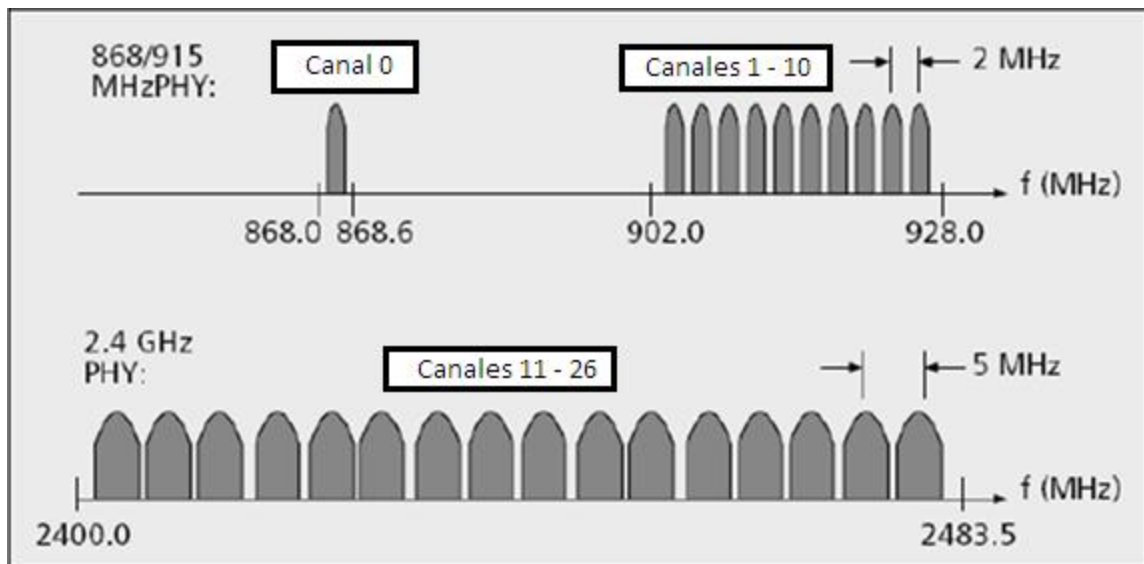 868/915
MHzPHY:
Canal 0
Canales 1 - 10
2 MHz
f (MHz)
868.0
868.6
902.0
928.0
2.4 GHz
PHY:
Canales 11 - 26
5 MHz
f (MHz)
2400.0
2483.5